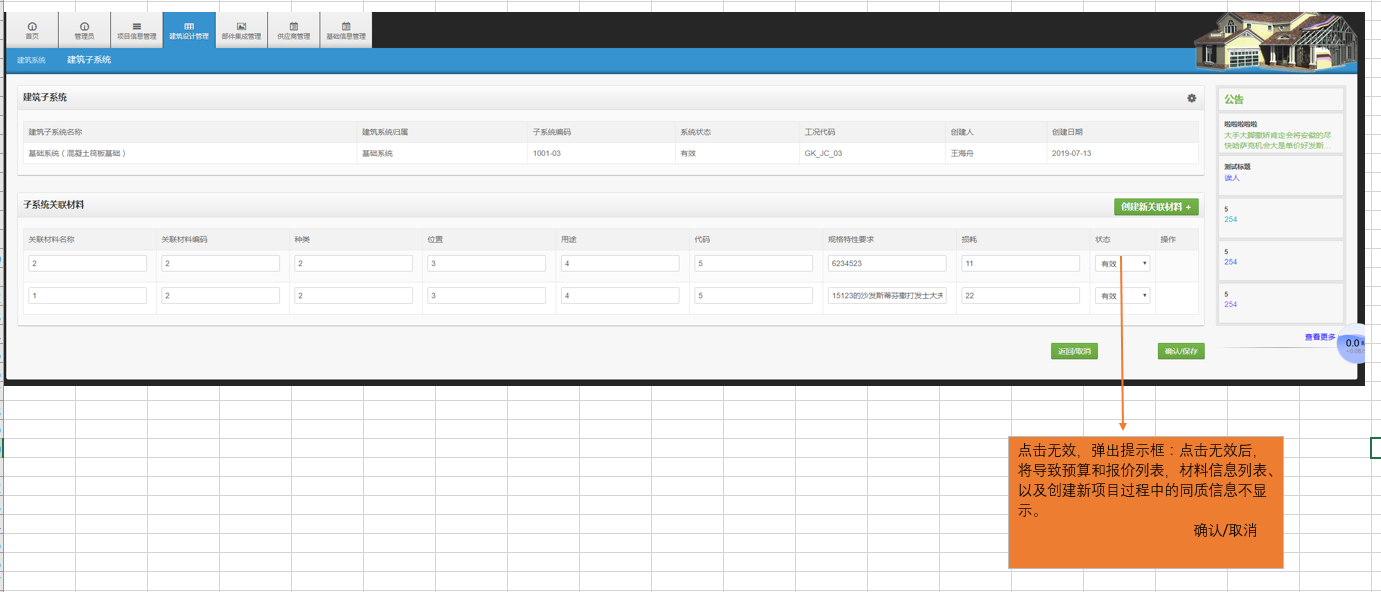 首页
管理员
项目信息管理
建筑设计管理
部件集成管理
供应商管理
基础信息管理
建筑系统
建筑子系统
建筑子系统
建筑子系统名称
建筑系统归属
子系统编码
系统状态
工况代码
创建人
创建日期
基础系统（混凝土筏板基础）
基础系统
1001-03
有效
GK_JC_03
王海舟
2019-07-13
子系统关联材料
创建新关联材料 +
关联材料名称
关联材料编码
种类
位置
用途
代码
规格特性要求
损耗
状态
操作
2
2
2
3
4
5
6234523
11
有效
1
2
2
3
4
5
15123的沙发斯蒂芬撒打发士大夫
22
有效
返回/取消
确认/保存
公告
啦啦啦啦啦
大手大脚撒娇肯定会将安徽的尽
快哈萨克机会大是单价好发斯...
测试标题
诶人
5
254
5
254
5
254
查看更多
0.0
点击无效，弹出提示框：点击无效后，
将导致预算和报价列表，材料信息列表、
以及创建新项目过程中的同质信息不显
示。
确认/取消